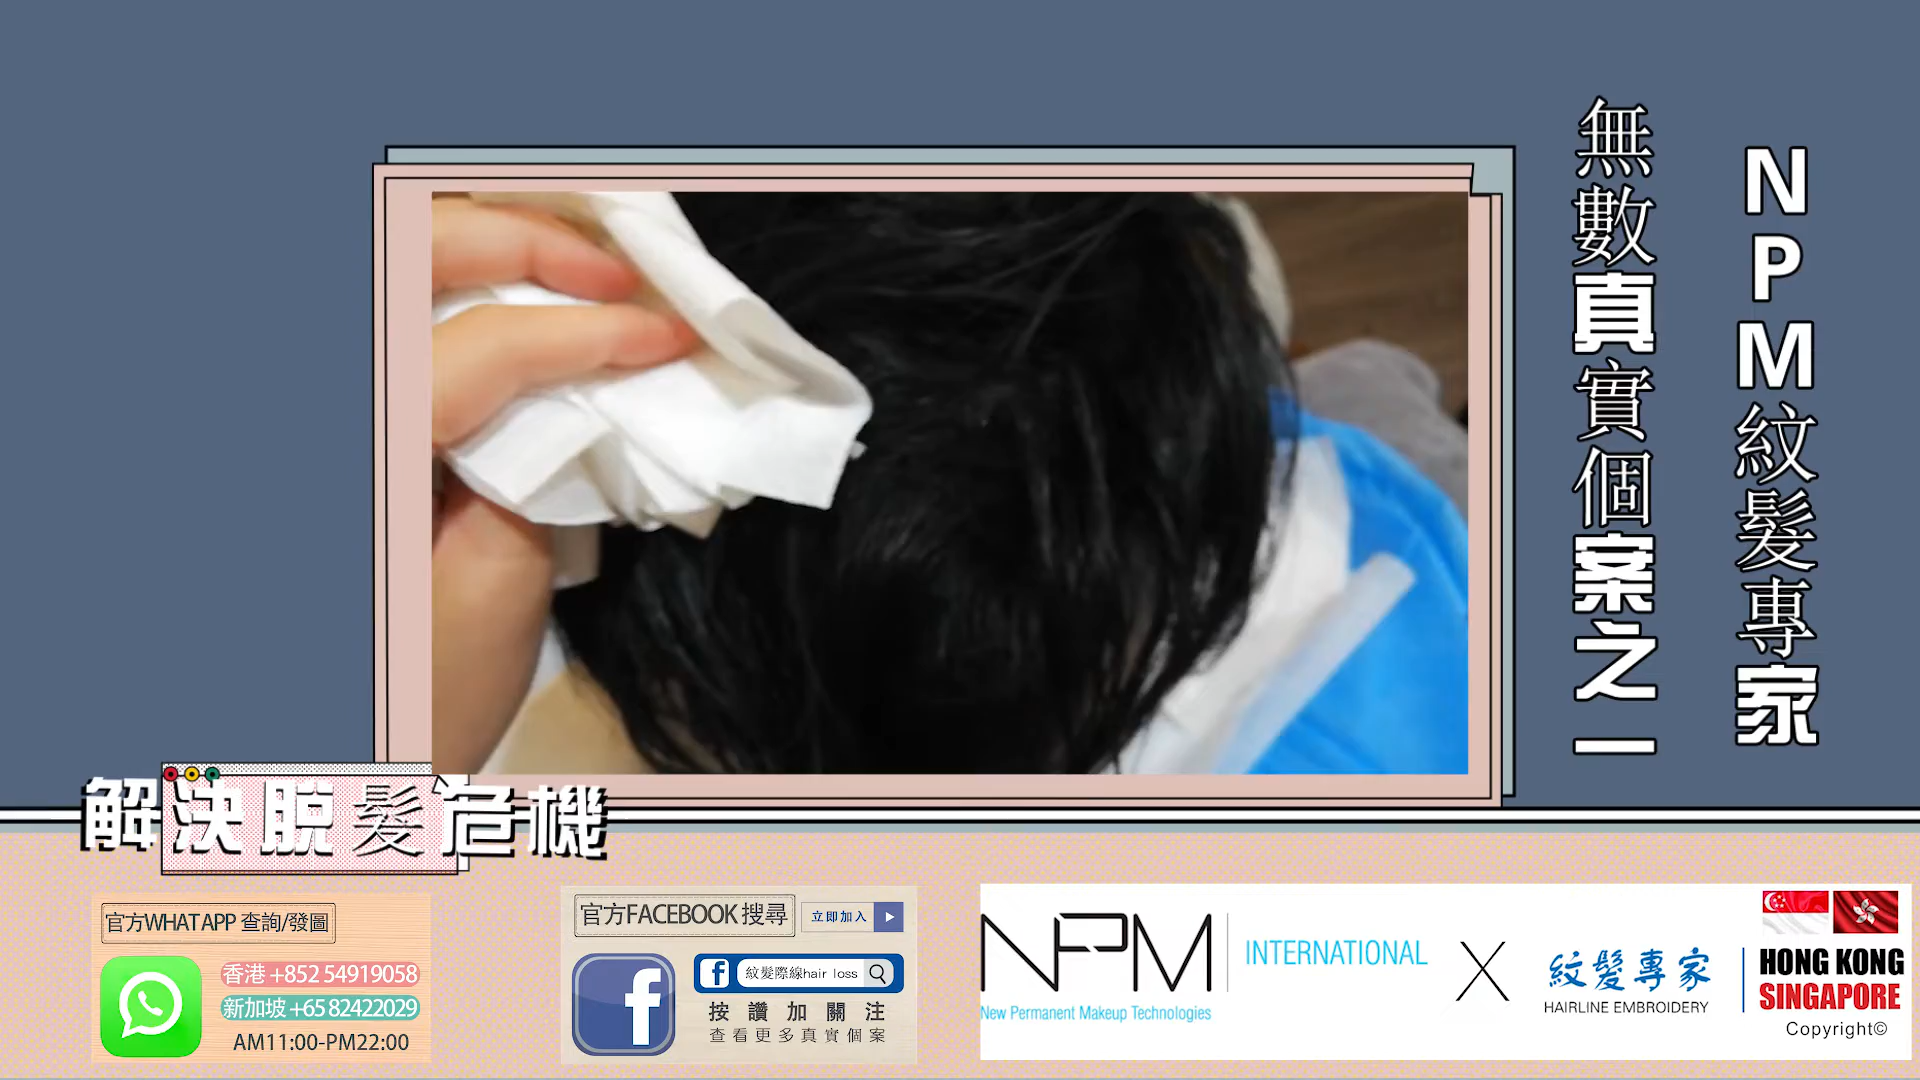 NPM紋髮專家
無數真實個案之一
解決脫髮危機
官方WHATAPP 查詢/發圖
香港 +852 54919058
新加坡 +65 82422029
AM11:00-PM22:00
官方FACEBOOK 搜尋
立即加入
紋髮際線hair loss
按讚加關注
查看更多真實個案
NPM
INTERNATIONAL
New Permanent Makeup Technologies
X
紋髮專家
HAIRLINE EMBROIDERY
HONG KONG
SINGAPORE
Copyright©